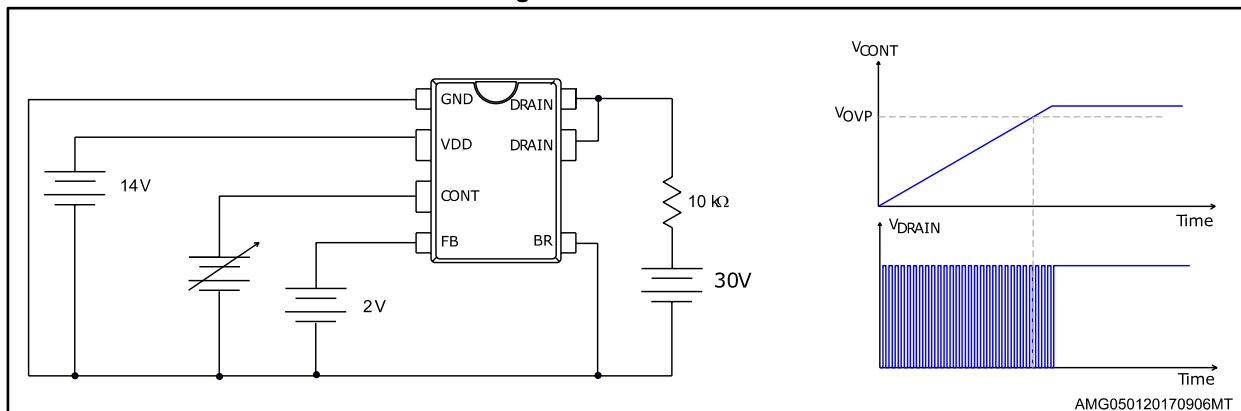 GND
DRAIN
VDD
DRAIN
CONT
FB
BR
14V
2V
10 kΩ
30V
VCONT
VOVP
Time
VDRAIN
Time
AMG050120170906MT